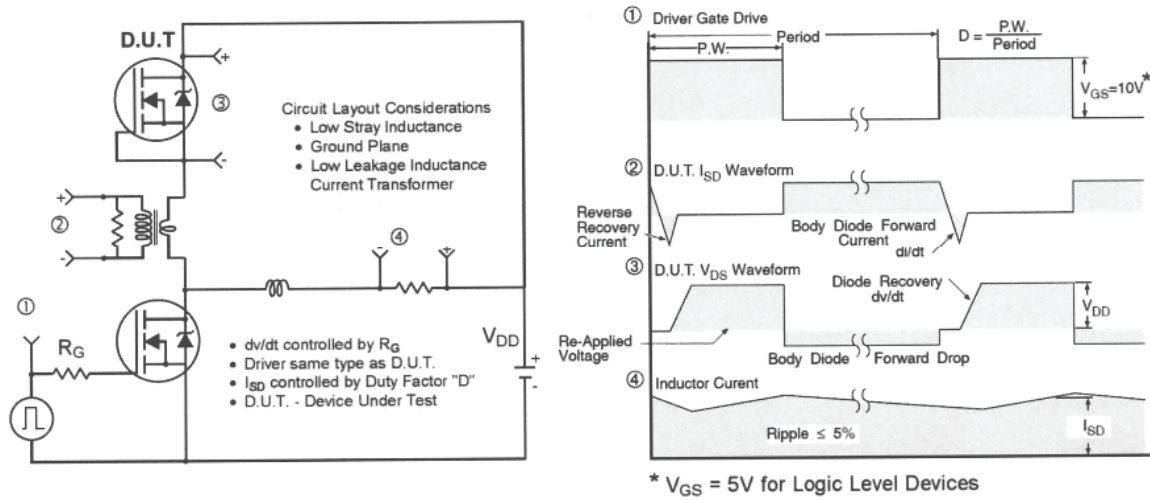 D.U.T
+
③
-
Circuit Layout Considerations
• Low Stray Inductance
• Ground Plane
• Low Leakage Inductance
Current Transformer
+
②
-
④
-
+
①
R_G
V_DD
+
-
• dv/dt controlled by R_G
• Driver same type as D.U.T.
• I_SD controlled by Duty Factor "D"
• D.U.T. - Device Under Test
① Driver Gate Drive
Period
P.W.
D = P.W.
Period
V_GS=10V*
② D.U.T. I_SD Waveform
Reverse
Recovery
Current
Body Diode Forward
Current
di/dt
③ D.U.T. V_DS Waveform
Diode Recovery
dv/dt
V_DD
Re-Applied
Voltage
Body Diode Forward Drop
④ Inductor Curent
Ripple ≤ 5%
I_SD
* V_GS = 5V for Logic Level Devices